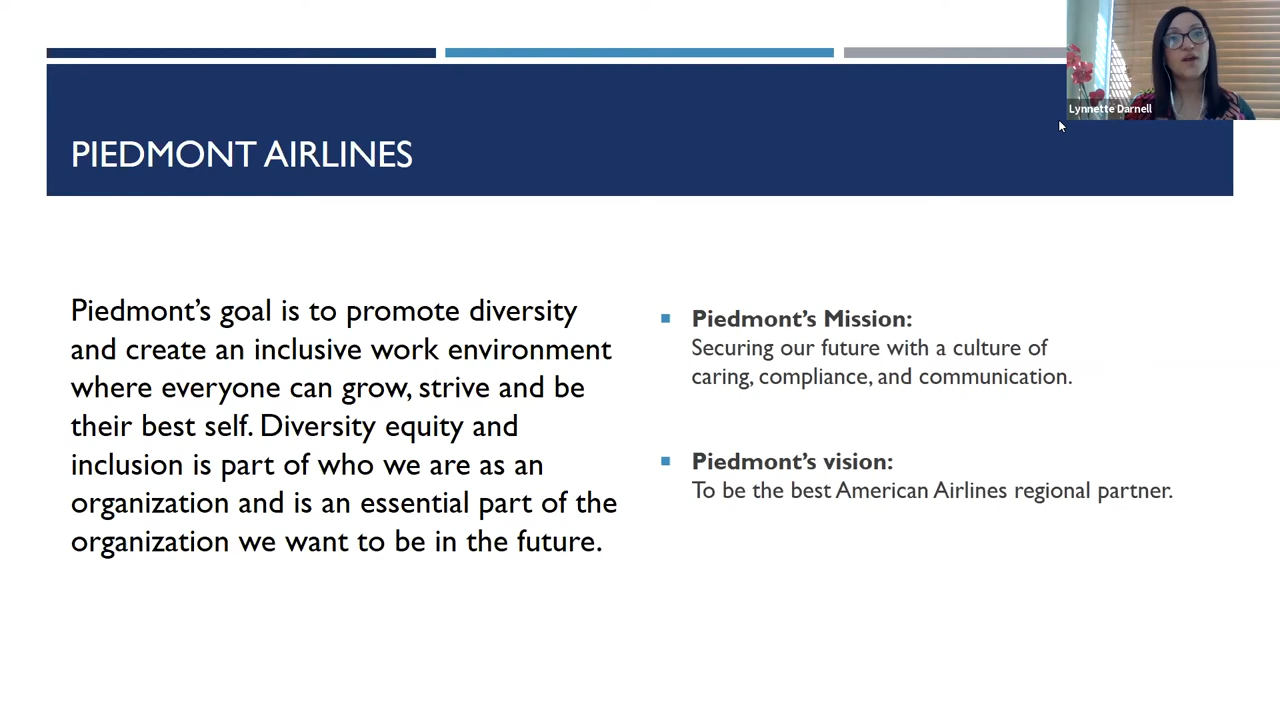 Lynnette Darnell
PIEDMONT AIRLINES
Piedmont’s goal is to promote diversity
and create an inclusive work environment
where everyone can grow, strive and be
their best self. Diversity equity and
inclusion is part of who we are as an
organization and is an essential part of the
organization we want to be in the future.
Piedmont’s Mission:
Securing our future with a culture of
caring, compliance, and communication.
Piedmont’s vision:
To be the best American Airlines regional partner.